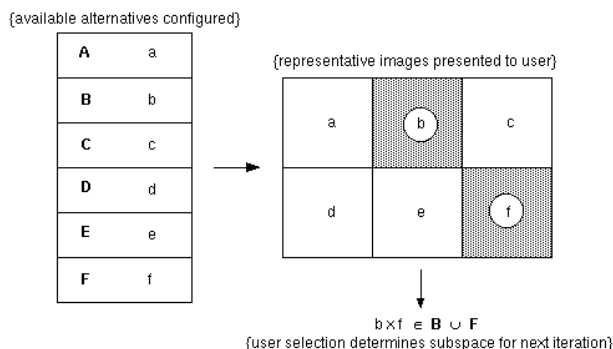 {available alternatives configured}
A a
B b
C c
D d
E e
F f
{representative images presented to user}
a b c
d e f
b×f ∈ B ∪ F
{user selection determines subspace for next iteration}